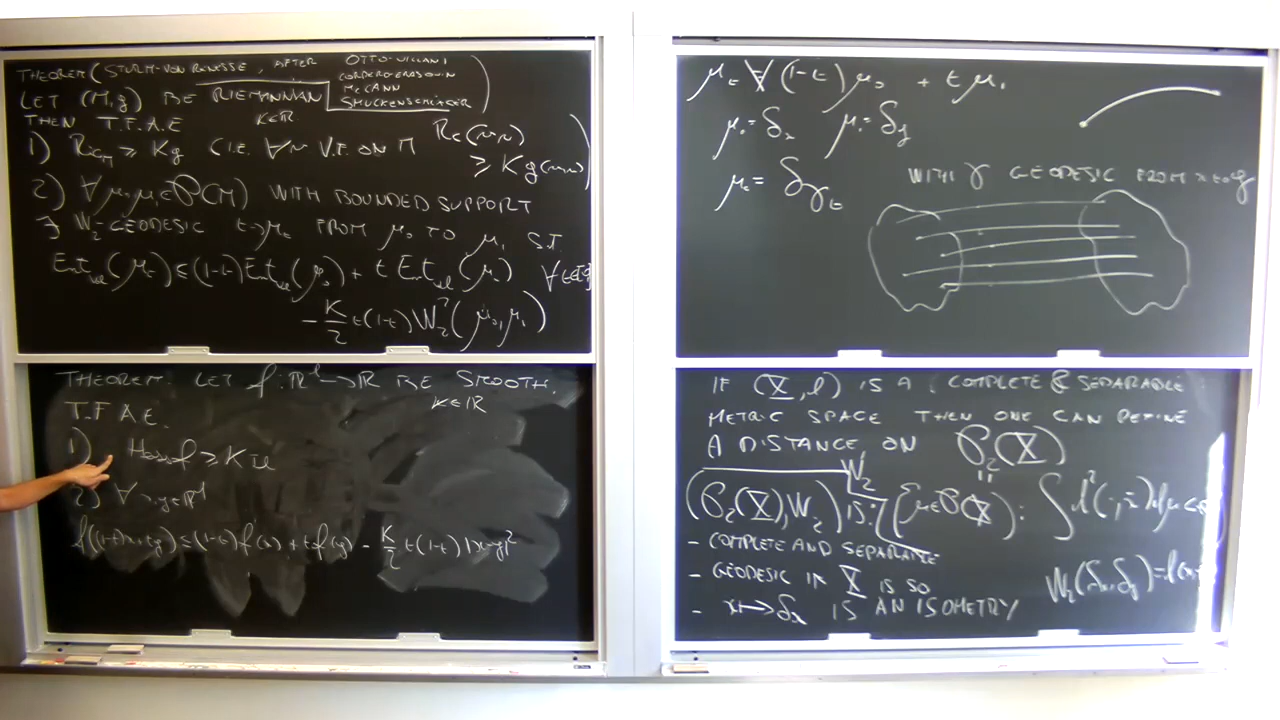 THEOREM (STURM-VON RENESSE, AFTER OTTO-VILLANI
CORDERO-ERAUSQUIN
McCANN
SCHMUCKENSCHLÄGER)
LET (M,g) BE RIEMANNIAN K∈R
THEN T.F.A.E
1) Ric_M ≥ Kg (I.E. ∀v V.F. ON M Ric(v,v)
≥ Kg(v,v))
2) ∀μ₀,μ₁∈P(M) WITH BOUNDED SUPPORT
∃ W₂-GEODESIC t→μ_t FROM μ₀ TO μ₁ S.T.
Ent_vol(μ_t) ≤ (1-t)Ent_vol(μ₀) + t Ent_vol(μ₁) ∀t∈[0,1]
- K/2 t(1-t) W₂²(μ₀,μ₁)
THEOREM. LET f: R^d → R BE SMOOTH,
K∈R
T.F.A.E.
1) Hess f ≥ K Id
2) ∀x,y∈R^d
f((1-t)x+ty) ≤ (1-t)f(x) + tf(y) - K/2 t(1-t)|x-y|²
μ_t ∀ (1-t)μ₀ + tμ₁
μ₀ = δ_x μ₁ = δ_y
μ_t = δ_γ_t WITH γ GEODESIC FROM x TO y
IF (X,d) IS A COMPLETE & SEPARABLE
METRIC SPACE THEN ONE CAN DEFINE
A DISTANCE W₂ ON P₂(X)
=
(P₂(X),W₂) IS: {μ∈P(X): ∫d²(·,x̄)dμ<∞
- COMPLETE AND SEPARABLE
- GEODESIC IF X IS SO
W₂(δ_x,δ_y)=d(x,
- x↦δ_x IS AN ISOMETRY